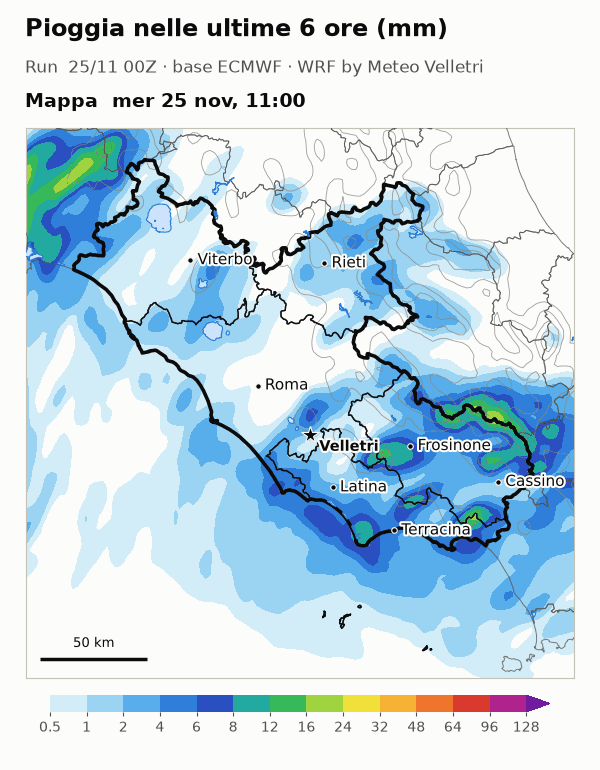 Pioggia nelle ultime 6 ore (mm)
Run 25/11 00Z · base ECMWF · WRF by Meteo Velletri
Mappa mer 25 nov, 11:00
Viterbo
Rieti
Roma
Velletri
Frosinone
Latina
Cassino
Terracina
50 km
0.5 1 2 4 6 8 12 16 24 32 48 64 96 128